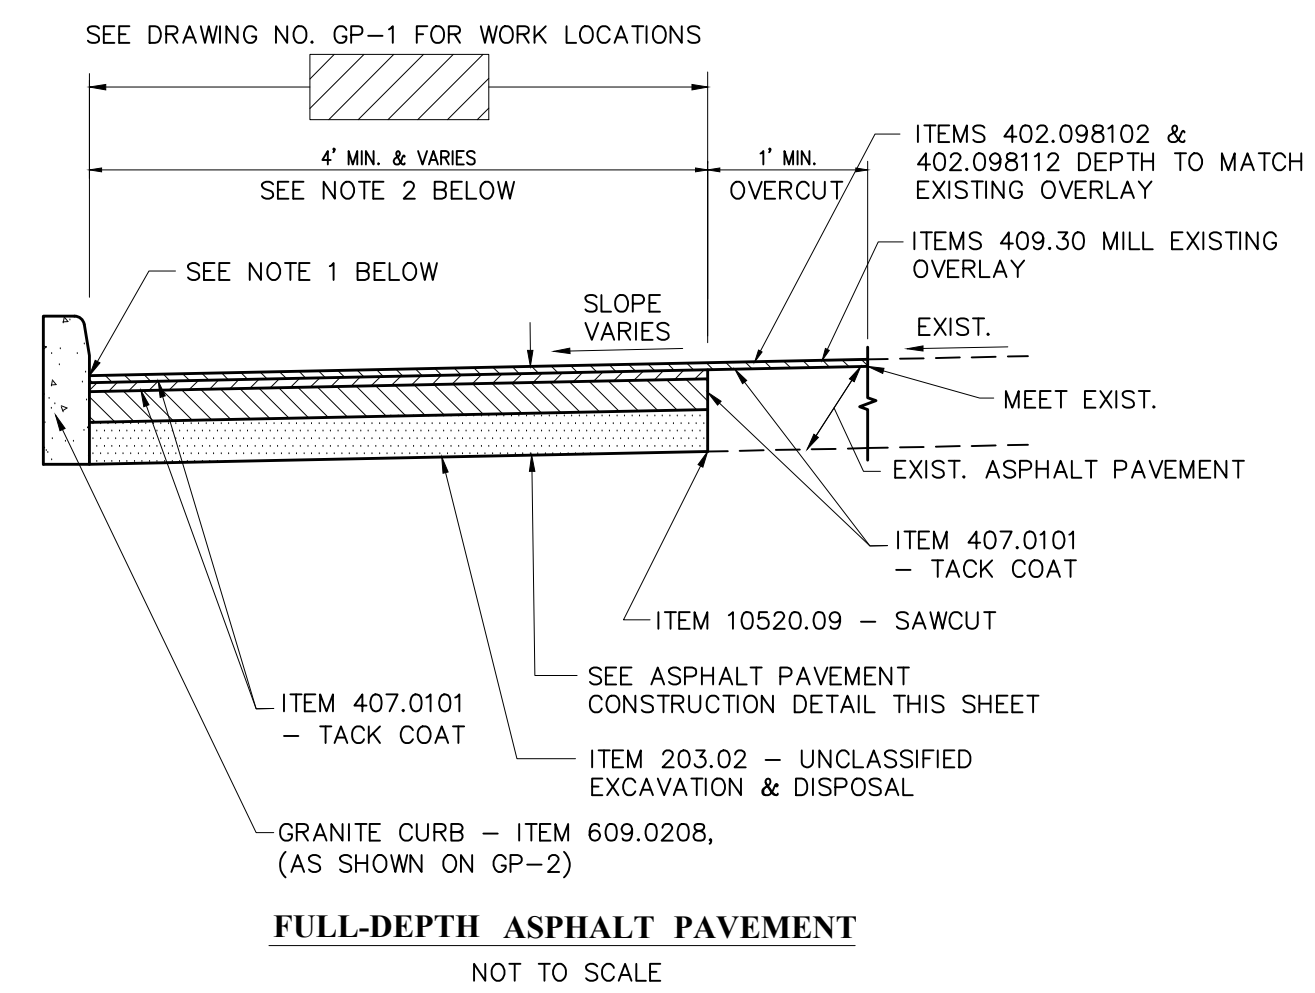 SEE DRAWING NO. GP-1 FOR WORK LOCATIONS
4' MIN. & VARIES
SEE NOTE 2 BELOW
1' MIN.
OVERCUT
ITEMS 402.098102 &
402.098112 DEPTH TO MATCH
EXISTING OVERLAY
ITEMS 409.30 MILL EXISTING
OVERLAY
SEE NOTE 1 BELOW
SLOPE
VARIES
EXIST.
MEET EXIST.
EXIST. ASPHALT PAVEMENT
ITEM 407.0101
- TACK COAT
ITEM 10520.09 - SAWCUT
SEE ASPHALT PAVEMENT
CONSTRUCTION DETAIL THIS SHEET
ITEM 407.0101
- TACK COAT
ITEM 203.02 - UNCLASSIFIED
EXCAVATION & DISPOSAL
GRANITE CURB - ITEM 609.0208,
(AS SHOWN ON GP-2)
FULL-DEPTH ASPHALT PAVEMENT
NOT TO SCALE